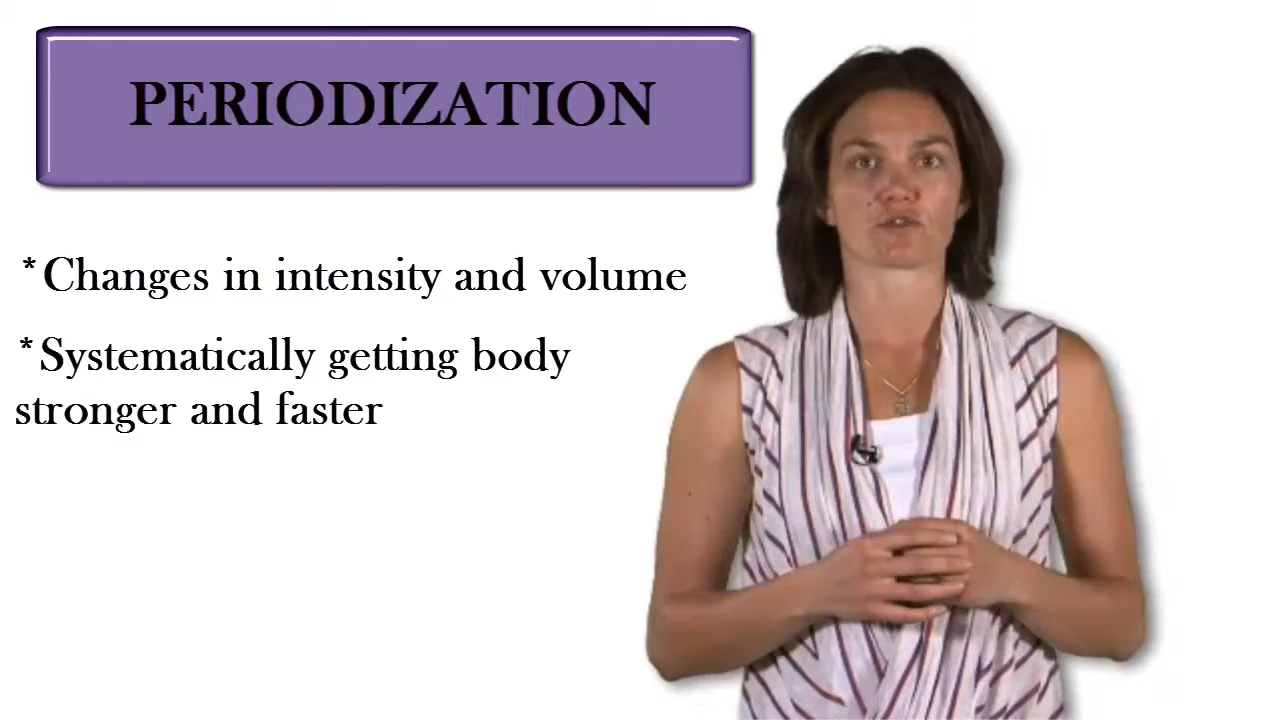 PERIODIZATION
*Changes in intensity and volume
*Systematically getting body
stronger and faster